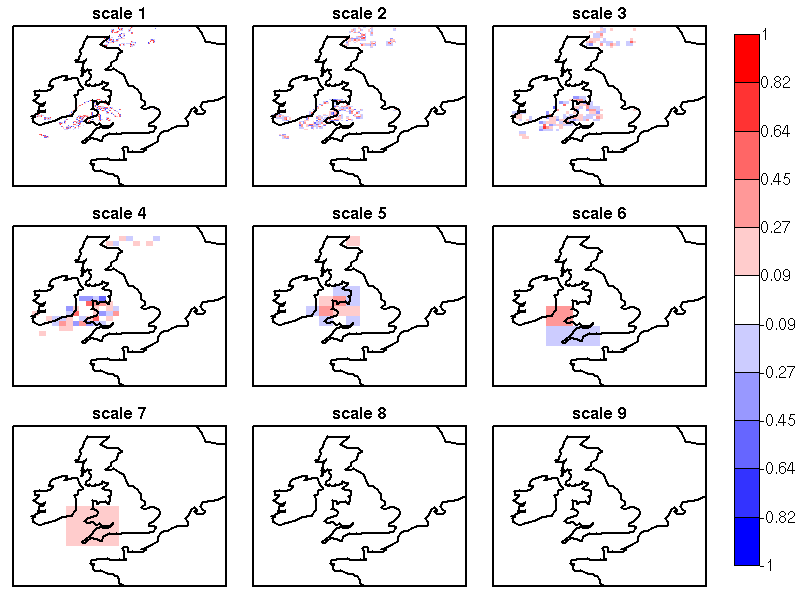 scale 1
scale 2
scale 3
scale 4
scale 5
scale 6
scale 7
scale 8
scale 9
1
0.82
0.64
0.45
0.27
0.09
-0.09
-0.27
-0.45
-0.64
-0.82
-1